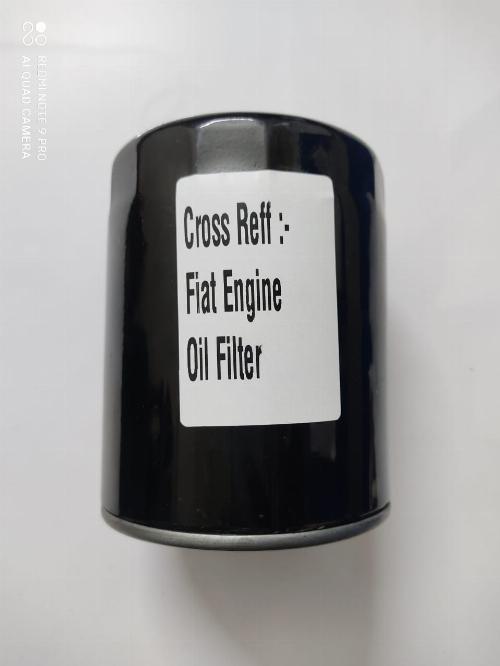 REDMI NOTE 9 PRO
AI QUAD CAMERA
Cross Reff :-
Fiat Engine
Oil Filter